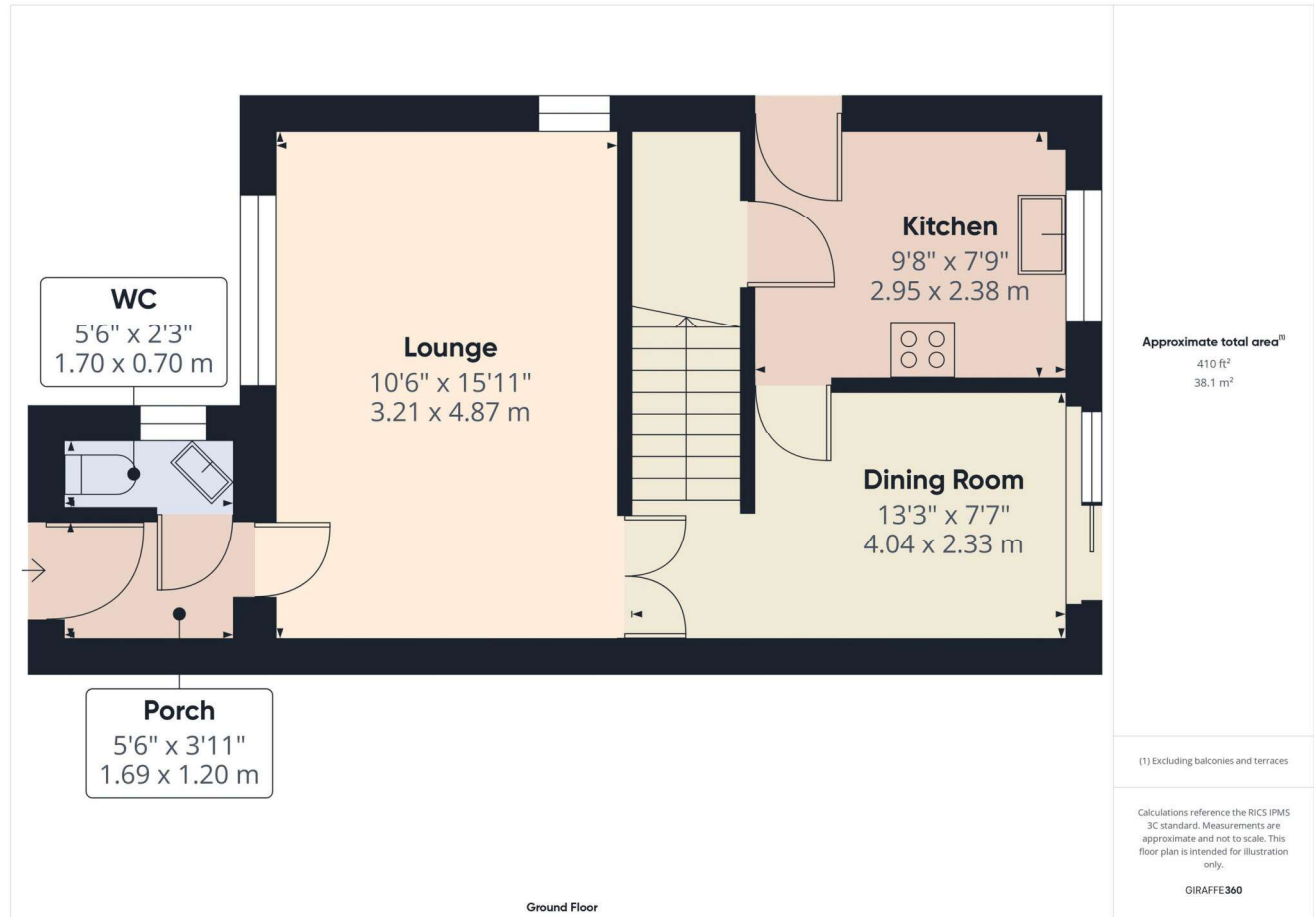 WC
5'6" x 2'3"
1.70 x 0.70 m
Lounge
10'6" x 15'11"
3.21 x 4.87 m
Kitchen
9'8" x 7'9"
2.95 x 2.38 m
Dining Room
13'3" x 7'7"
4.04 x 2.33 m
Porch
5'6" x 3'11"
1.69 x 1.20 m
Ground Floor
Approximate total area(1)
410 ft²
38.1 m²
(1) Excluding balconies and terraces
Calculations reference the RICS IPMS
3C standard. Measurements are
approximate and not to scale. This
floor plan is intended for illustration
only.
GIRAFFE360